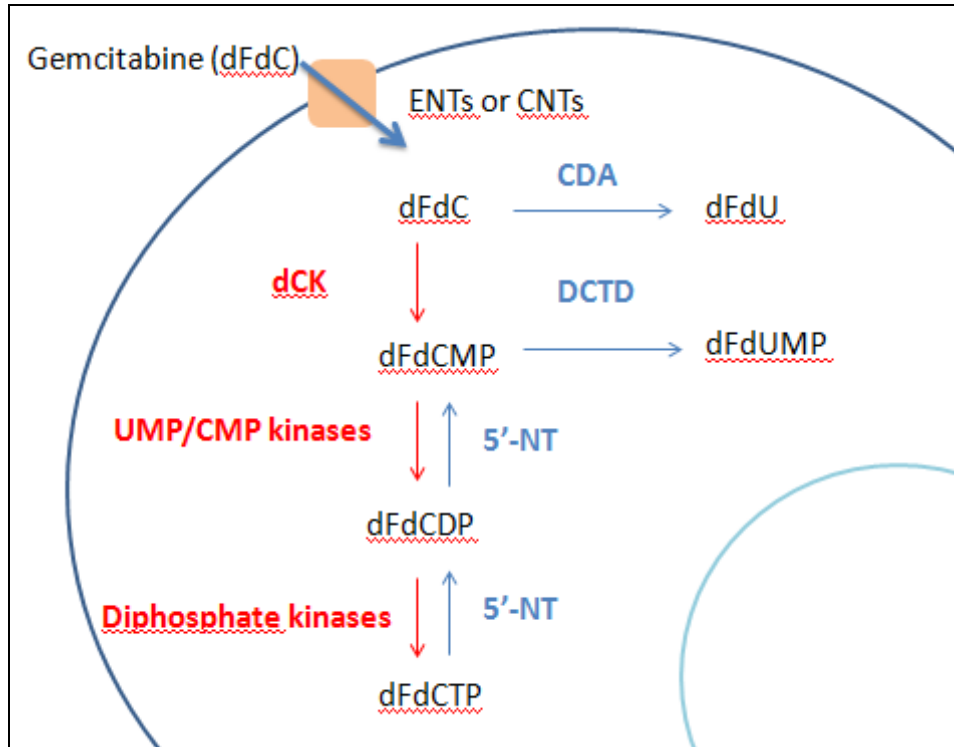 Gemcitabine (dFdC)
ENTs or CNTs
CDA
dFdC
dFdU
dCK
DCTD
dFdCMP
dFdUMP
UMP/CMP kinases
5’-NT
dFdCDP
Diphosphate kinases
5’-NT
dFdCTP